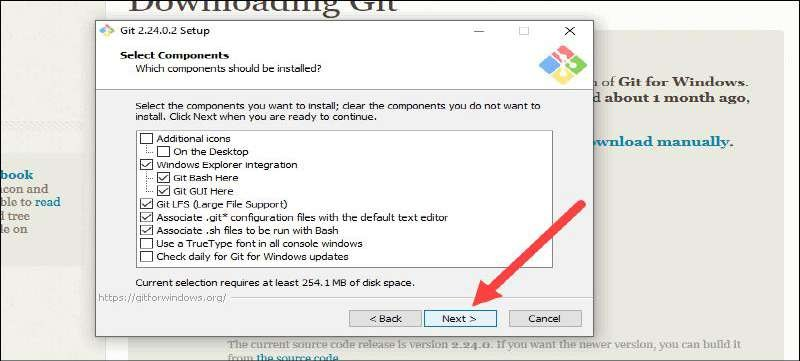 Downloading Git
Git 2.24.0.2 Setup
Select Components
Which components should be installed?
Select the components you want to install; clear the components you do not want to
install. Click Next when you are ready to continue.
Additional icons
On the Desktop
Windows Explorer integration
Git Bash Here
Git GUI Here
Git LFS (Large File Support)
Associate .git* configuration files with the default text editor
Associate .sh files to be run with Bash
Use a TrueType font in all console windows
Check daily for Git for Windows updates
Current selection requires at least 254.1 MB of disk space.
https://gitforwindows.org/
< Back
Next >
Cancel
of Git for Windows.
about 1 month ago,
ownload manually.
book
and
ble to read
d tree
le on
The current source code release is version 2.24.0. If you want the newer version, you can build it
from the source code.